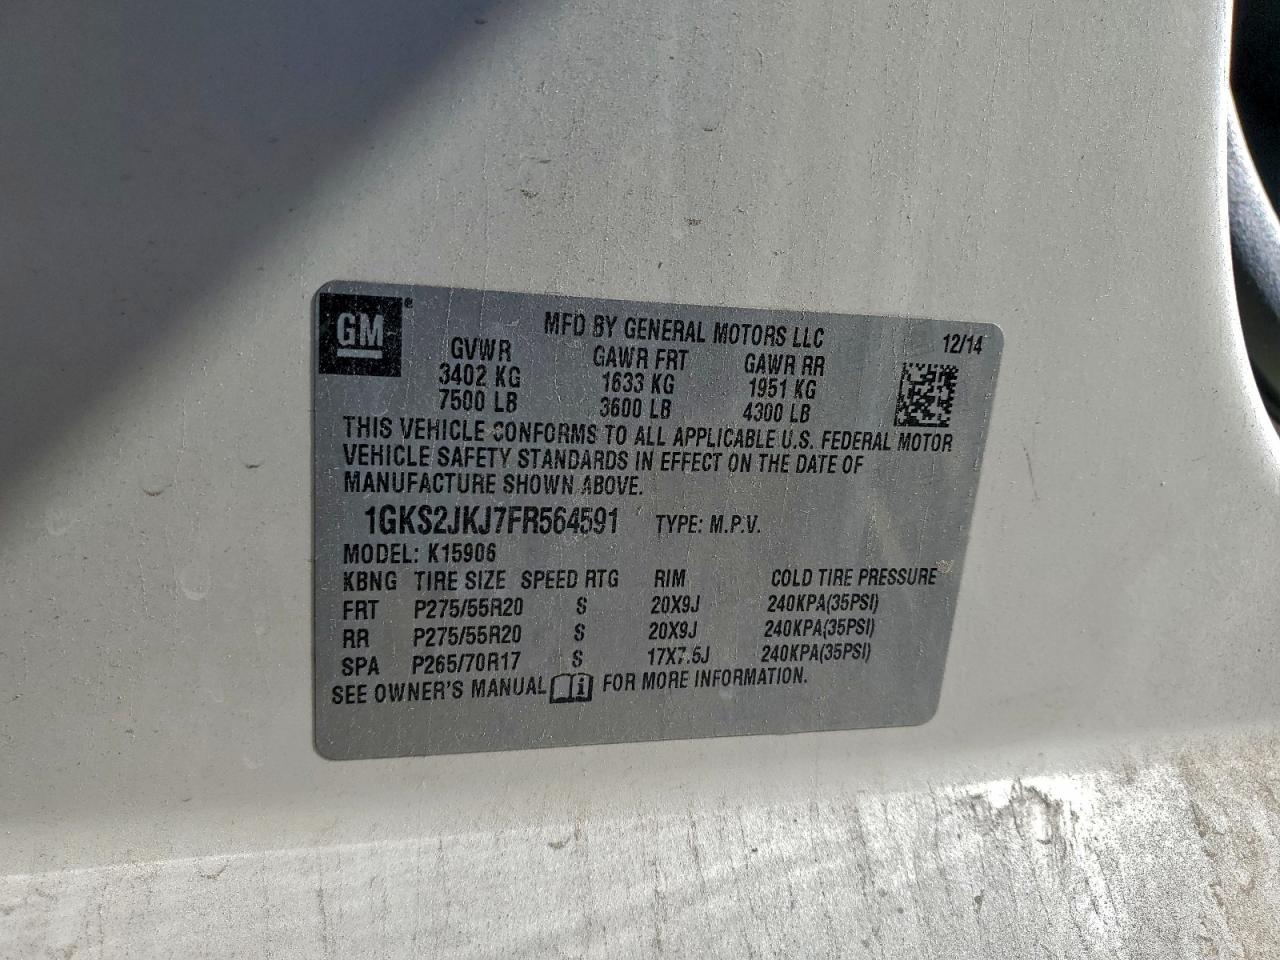 GM®
MFD BY GENERAL MOTORS LLC 12/14
GVWR GAWR FRT GAWR RR
3402 KG 1633 KG 1951 KG
7500 LB 3600 LB 4300 LB
THIS VEHICLE CONFORMS TO ALL APPLICABLE U.S. FEDERAL MOTOR
VEHICLE SAFETY STANDARDS IN EFFECT ON THE DATE OF
MANUFACTURE SHOWN ABOVE.
1GKS2JKJ7FR564591 TYPE: M.P.V.
MODEL: K15906
KBNG TIRE SIZE SPEED RTG RIM COLD TIRE PRESSURE
FRT P275/55R20 S 20X9J 240KPA(35PSI)
RR P275/55R20 S 20X9J 240KPA(35PSI)
SPA P265/70R17 S 17X7.5J 240KPA(35PSI)
SEE OWNER'S MANUAL i FOR MORE INFORMATION.